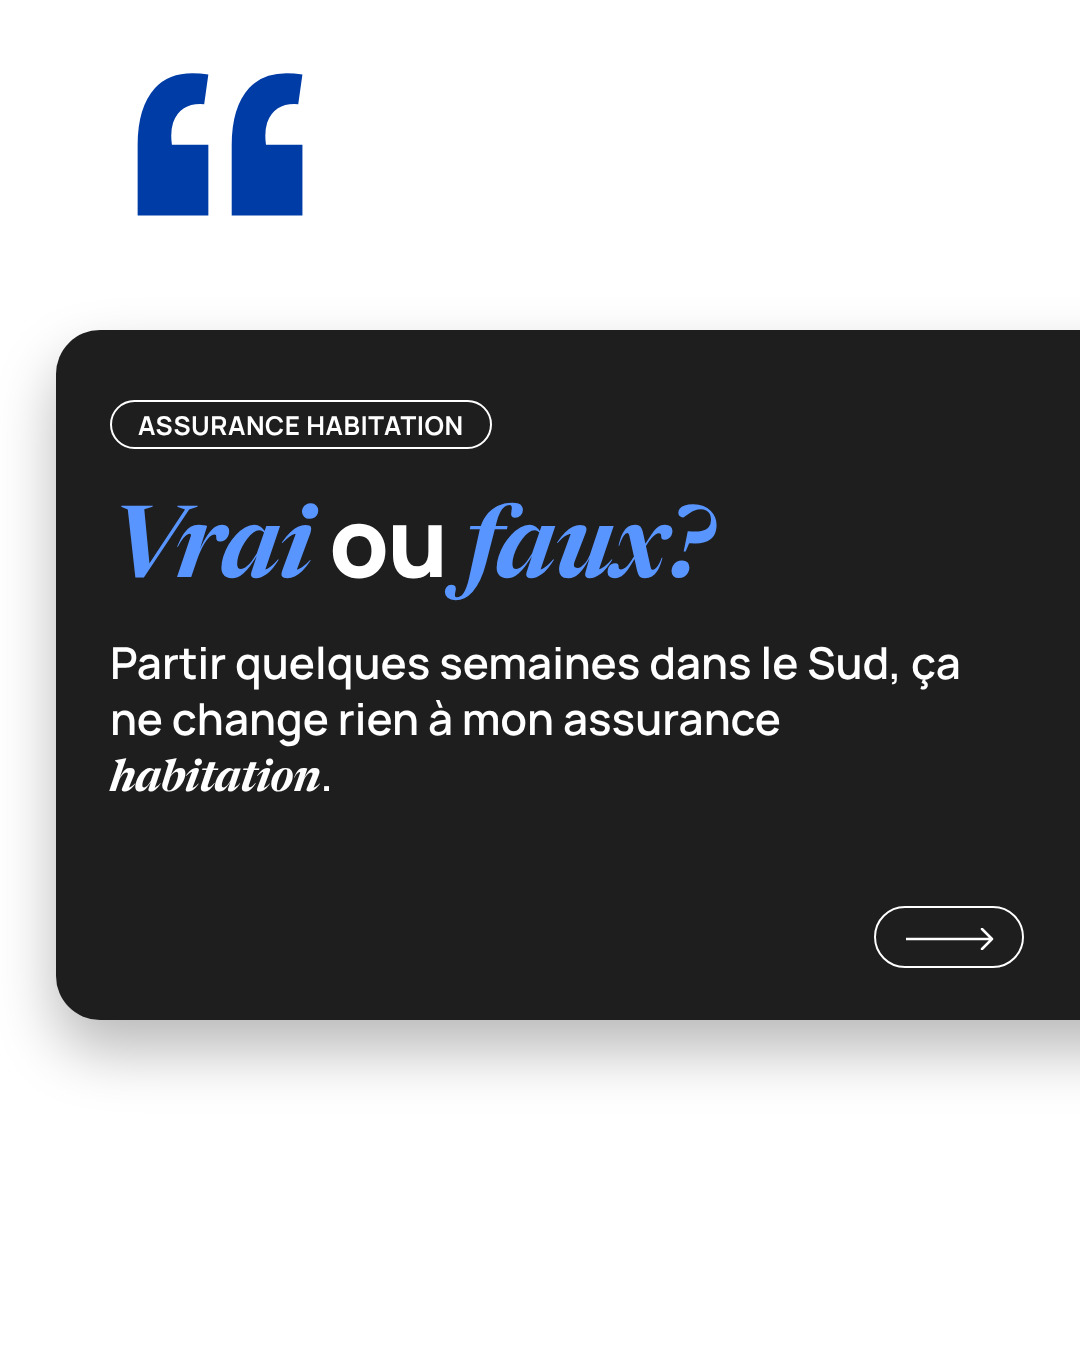 “
ASSURANCE HABITATION
Vrai ou faux?
Partir quelques semaines dans le Sud, ça
ne change rien à mon assurance
habitation.